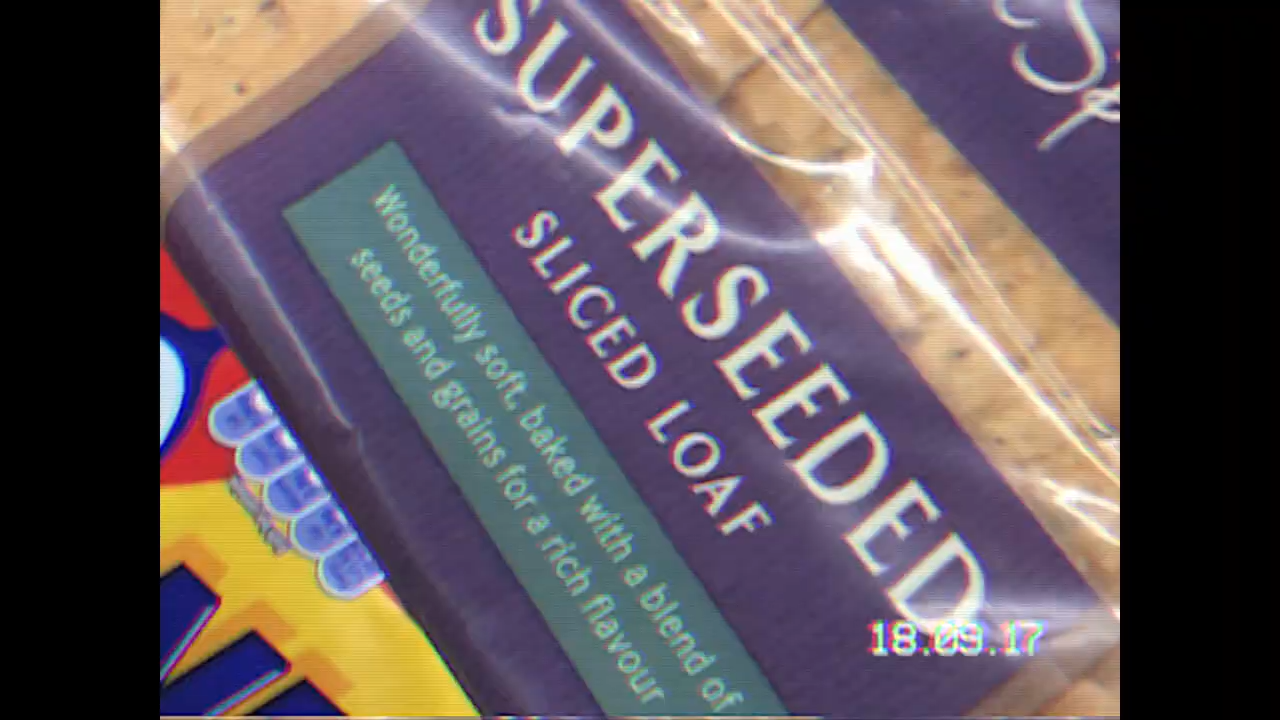 SUPERSEEDED
SLICED LOAF
Wonderfully soft, baked with a blend of
seeds and grains for a rich flavour
18.09.17